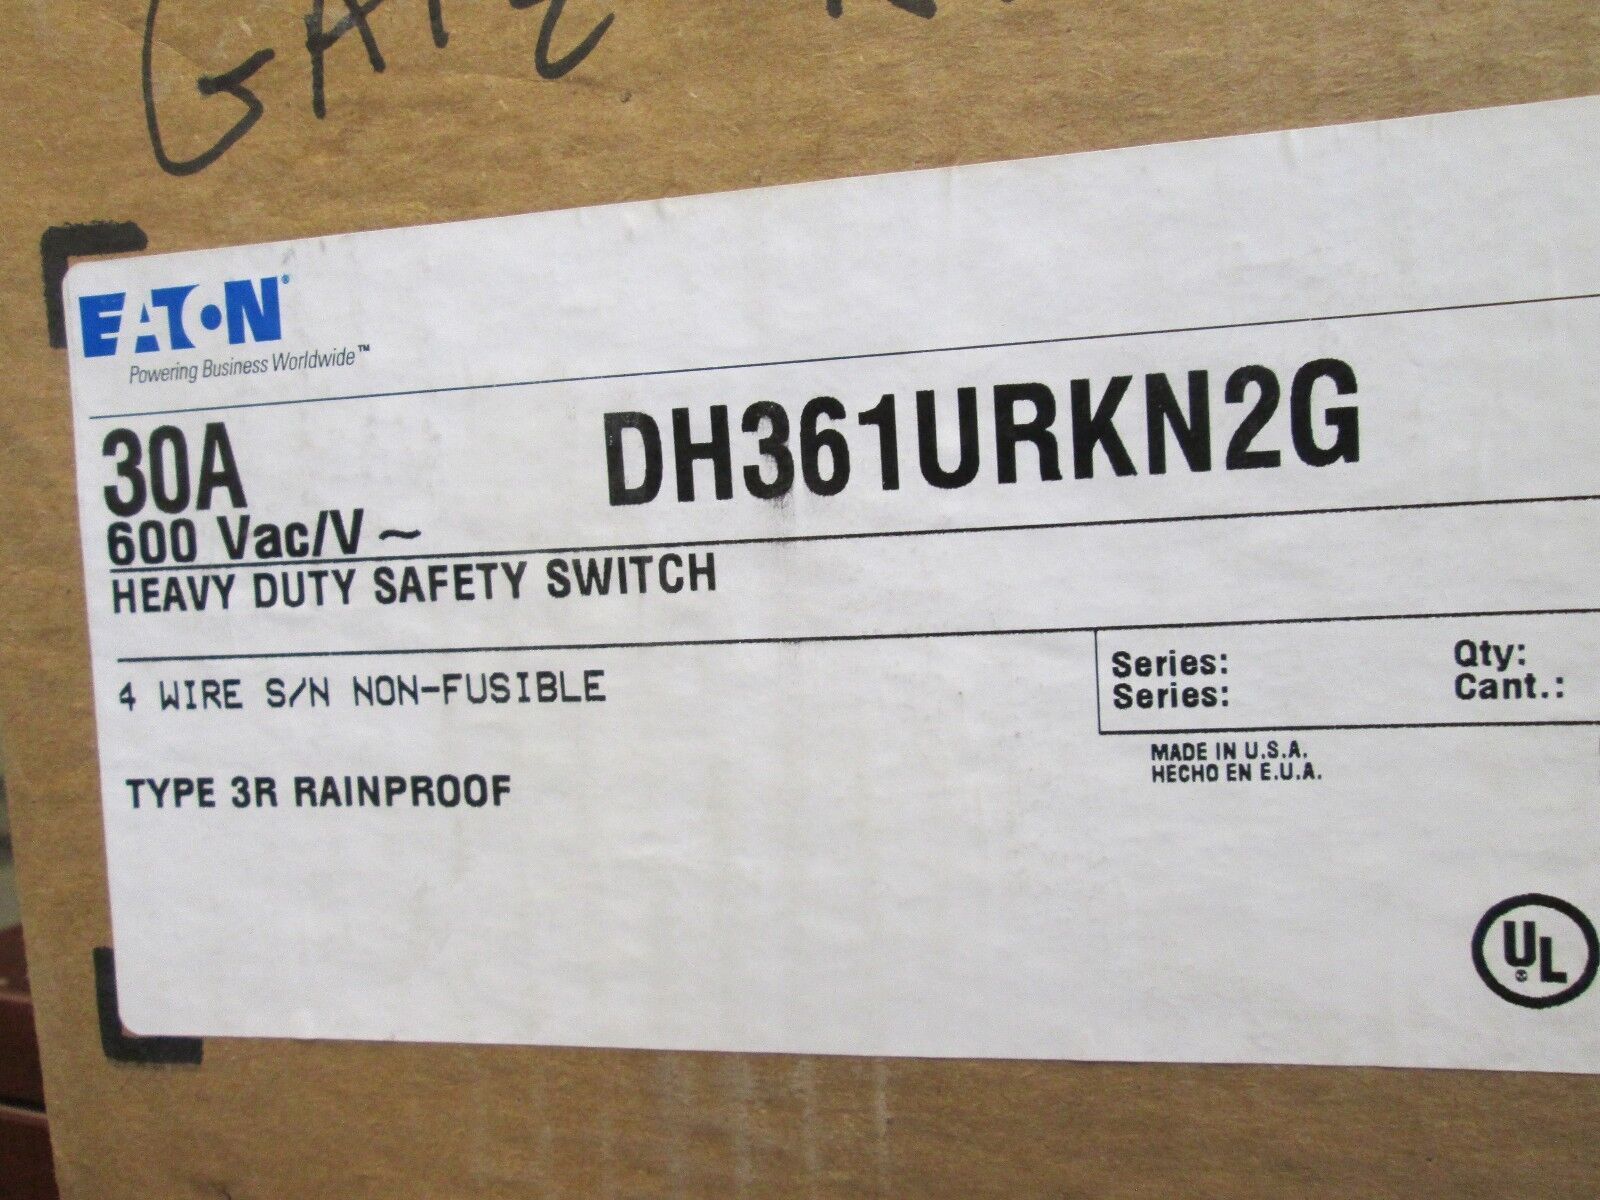 EATON®
Powering Business Worldwide™
30A
DH361URKN2G
600 Vac/V ~
HEAVY DUTY SAFETY SWITCH
4 WIRE S/N NON-FUSIBLE
Series: Qty:
Series: Cant.:
MADE IN U.S.A.
HECHO EN E.U.A.
TYPE 3R RAINPROOF
UL